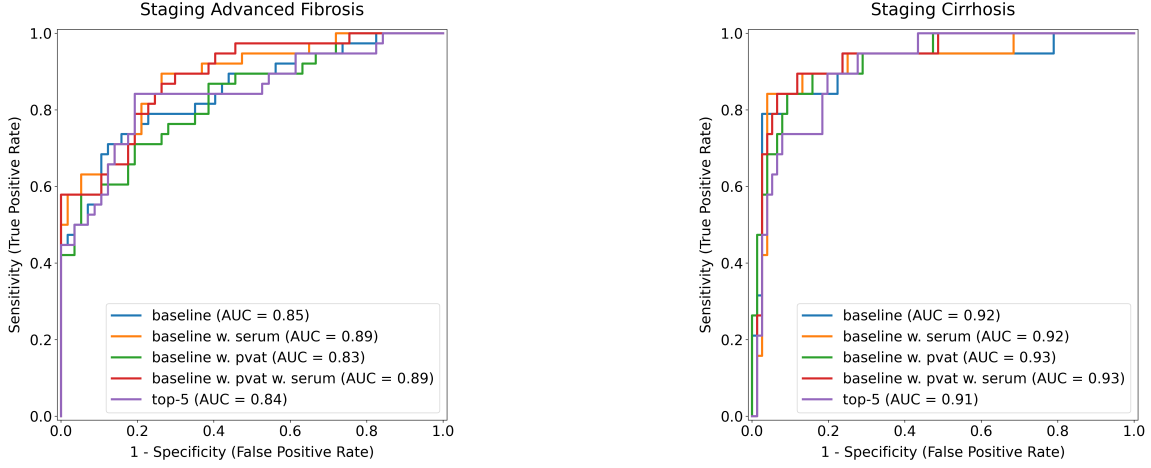 Staging Advanced Fibrosis
1.0
0.8
0.6
0.4
0.2
0.0
Sensitivity (True Positive Rate)
baseline (AUC = 0.85)
baseline w. serum (AUC = 0.89)
baseline w. pvat (AUC = 0.83)
baseline w. pvat w. serum (AUC = 0.89)
top-5 (AUC = 0.84)
0.0 0.2 0.4 0.6 0.8 1.0
1 - Specificity (False Positive Rate)
Staging Cirrhosis
1.0
0.8
0.6
0.4
0.2
0.0
Sensitivity (True Positive Rate)
baseline (AUC = 0.92)
baseline w. serum (AUC = 0.92)
baseline w. pvat (AUC = 0.93)
baseline w. pvat w. serum (AUC = 0.93)
top-5 (AUC = 0.91)
0.0 0.2 0.4 0.6 0.8 1.0
1 - Specificity (False Positive Rate)